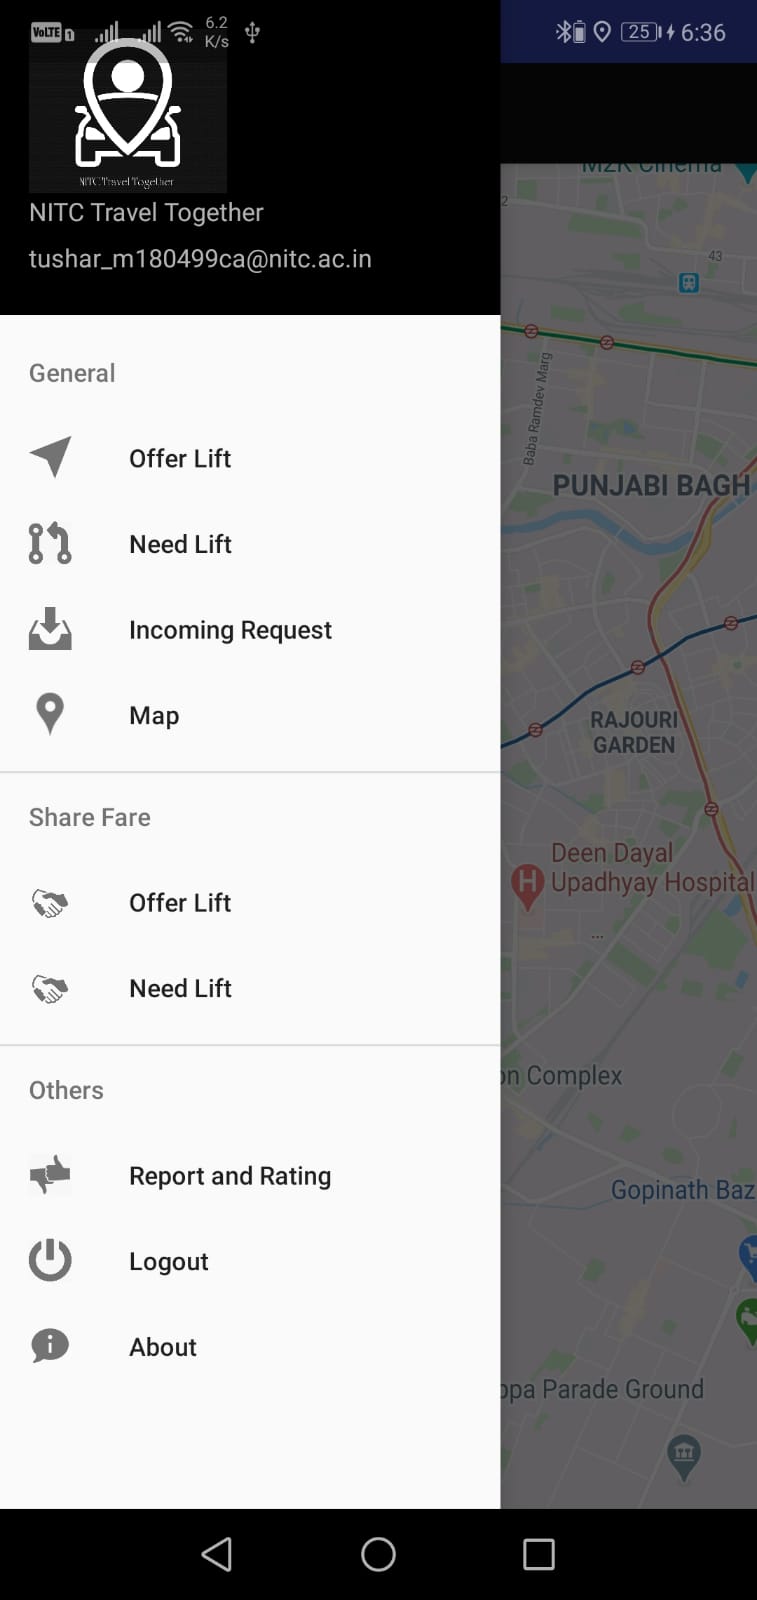 VoLTE
6.2
K/s
25
6:36
NITC Travel Together
NITC Travel Together
tushar_m180499ca@nitc.ac.in
General
Offer Lift
Need Lift
Incoming Request
Map
Share Fare
Offer Lift
Need Lift
Others
Report and Rating
Logout
About
M2K Cinema
2
43
Baba Ramdev Marg
PUNJABI BAGH
RAJOURI
GARDEN
H
Deen Dayal
Upadhyay Hospital
...
on Complex
Gopinath Baz
ppa Parade Ground